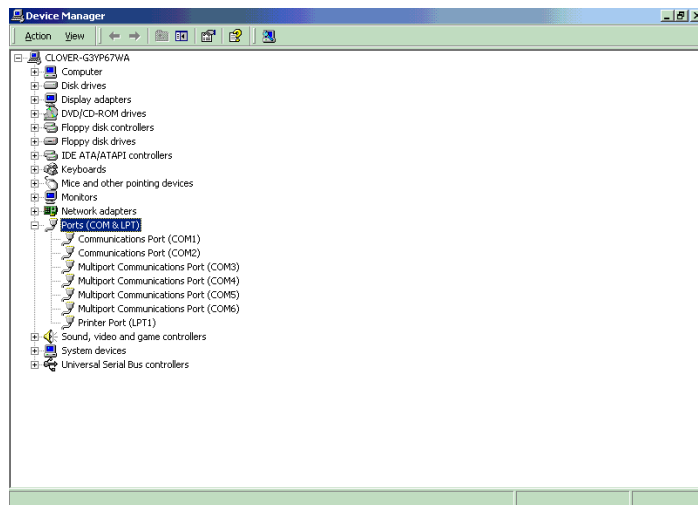 Device Manager
Action View
CLOVER-G3YP67WA
Computer
Disk drives
Display adapters
DVD/CD-ROM drives
Floppy disk controllers
Floppy disk drives
IDE ATA/ATAPI controllers
Keyboards
Mice and other pointing devices
Monitors
Network adapters
Ports (COM & LPT)
Communications Port (COM1)
Communications Port (COM2)
Multiport Communications Port (COM3)
Multiport Communications Port (COM4)
Multiport Communications Port (COM5)
Multiport Communications Port (COM6)
Printer Port (LPT1)
Sound, video and game controllers
System devices
Universal Serial Bus controllers